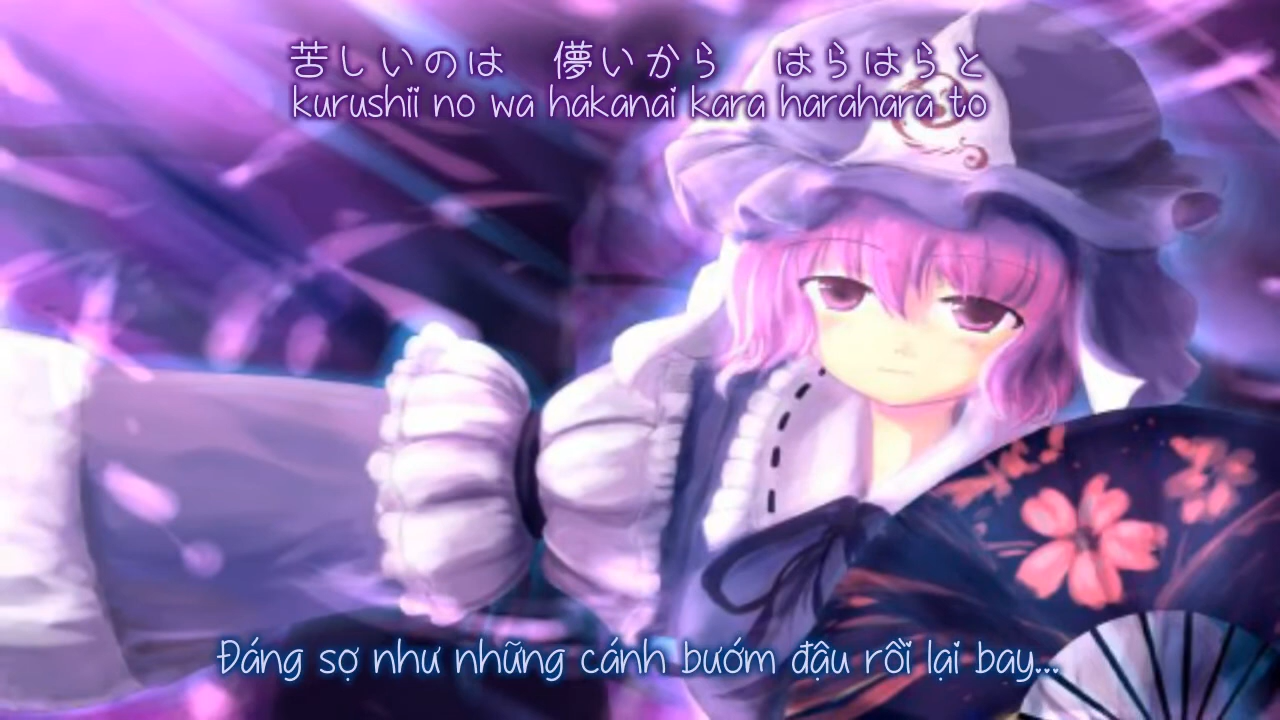 苦しいのは　儚いから　はらはらと
kurushii no wa hakanai kara harahara to
Đáng sợ như những cánh bướm đậu rồi lại bay...